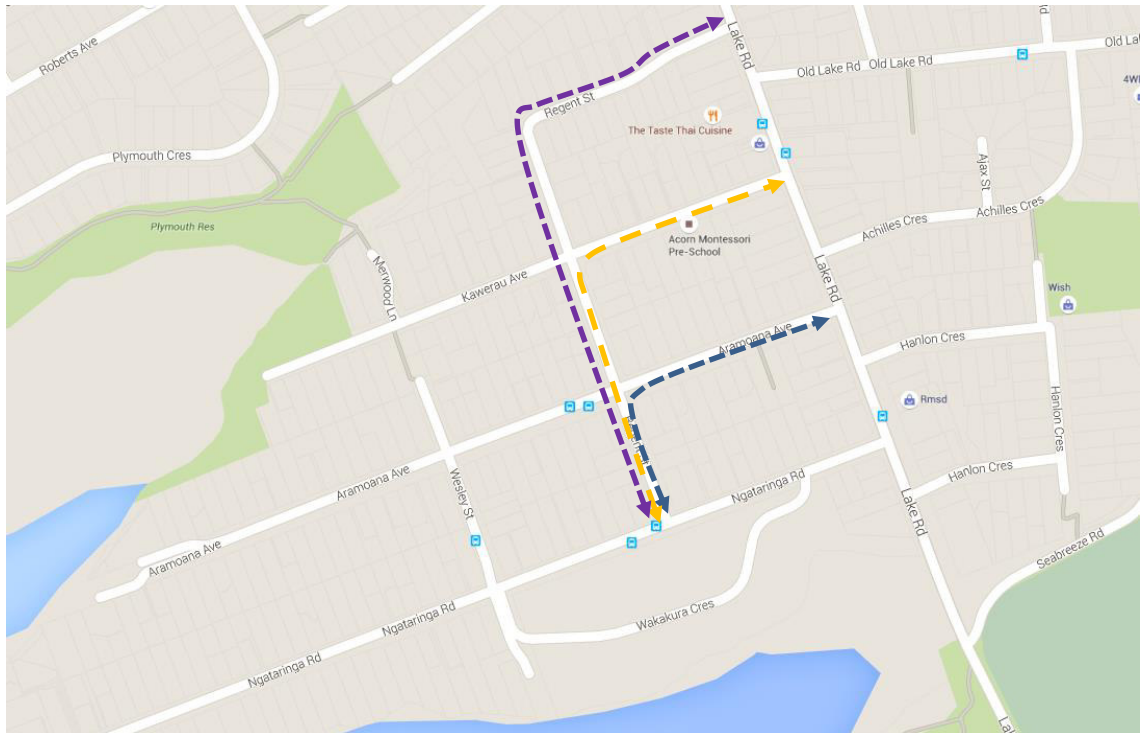 Roberts Ave
Lake Rd
Old Lake Rd
Old Lake Rd
Old La
4Wl
Regent St
The Taste Thai Cuisine
Plymouth Cres
Ajax St
Achilles Cres
Achilles Cres
Plymouth Res
Acorn Montessori
Pre-School
Merwood Ln
Kawerau Ave
Lake Rd
Wish
Aramoana Ave
Hanlon Cres
Rmsd
Hanlon Cres
Aramoana Ave
Wesley St
Ngataringa Rd
Hanlon Cres
Lake Rd
Aramoana Ave
Seabreeze Rd
Wakakura Cres
Ngataringa Rd
Ngataringa Rd